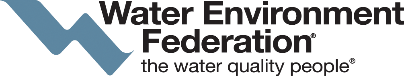 Water Environment
Federation®
the water quality people®